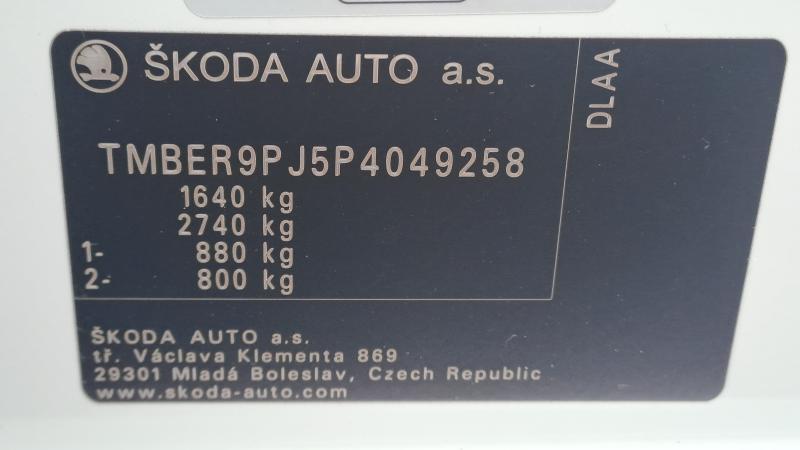 ŠKODA AUTO a.s.
DLAA
TMBER9PJ5P4049258
1640 kg
2740 kg
1- 880 kg
2- 800 kg
ŠKODA AUTO a.s.
tř. Václava Klementa 869
29301 Mladá Boleslav, Czech Republic
www.skoda-auto.com